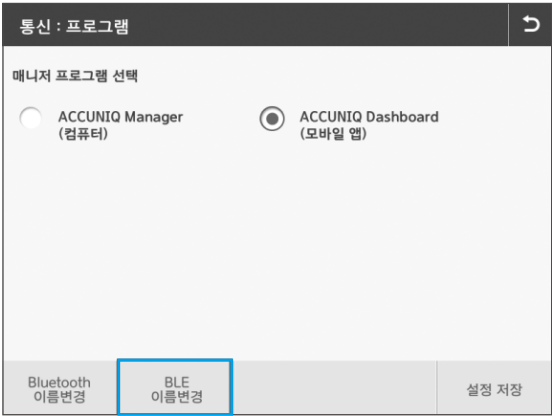 통신 : 프로그램
매니저 프로그램 선택
ACCUNIQ Manager
(컴퓨터)
ACCUNIQ Dashboard
(모바일 앱)
Bluetooth
이름변경
BLE
이름변경
설정 저장